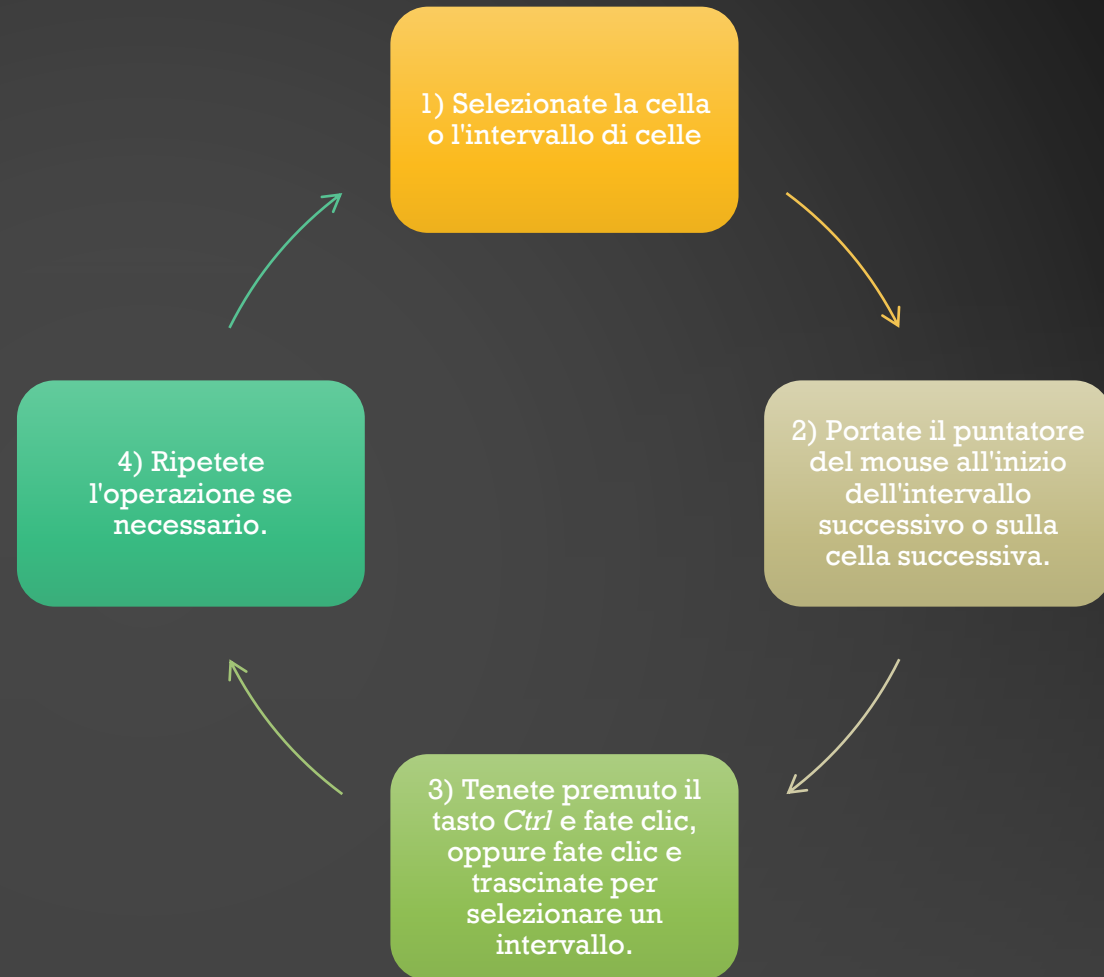 1) Selezionate la cella
o l'intervallo di celle
2) Portate il puntatore
del mouse all'inizio
dell'intervallo
successivo o sulla
cella successiva.
3) Tenete premuto il
tasto Ctrl e fate clic,
oppure fate clic e
trascinate per
selezionare un
intervallo.
4) Ripetete
l'operazione se
necessario.